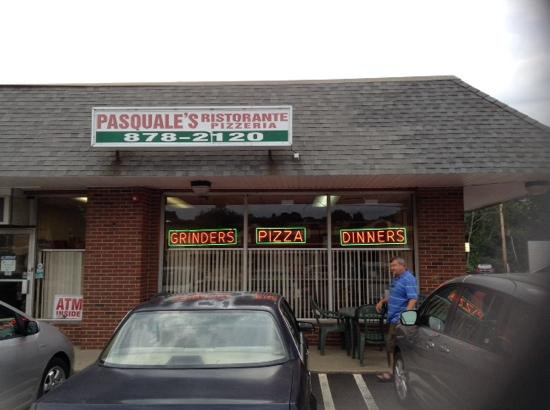 PASQUALE'S RISTORANTE
PIZZERIA
878-2120
GRINDERS PIZZA DINNERS
ATM
INSIDE